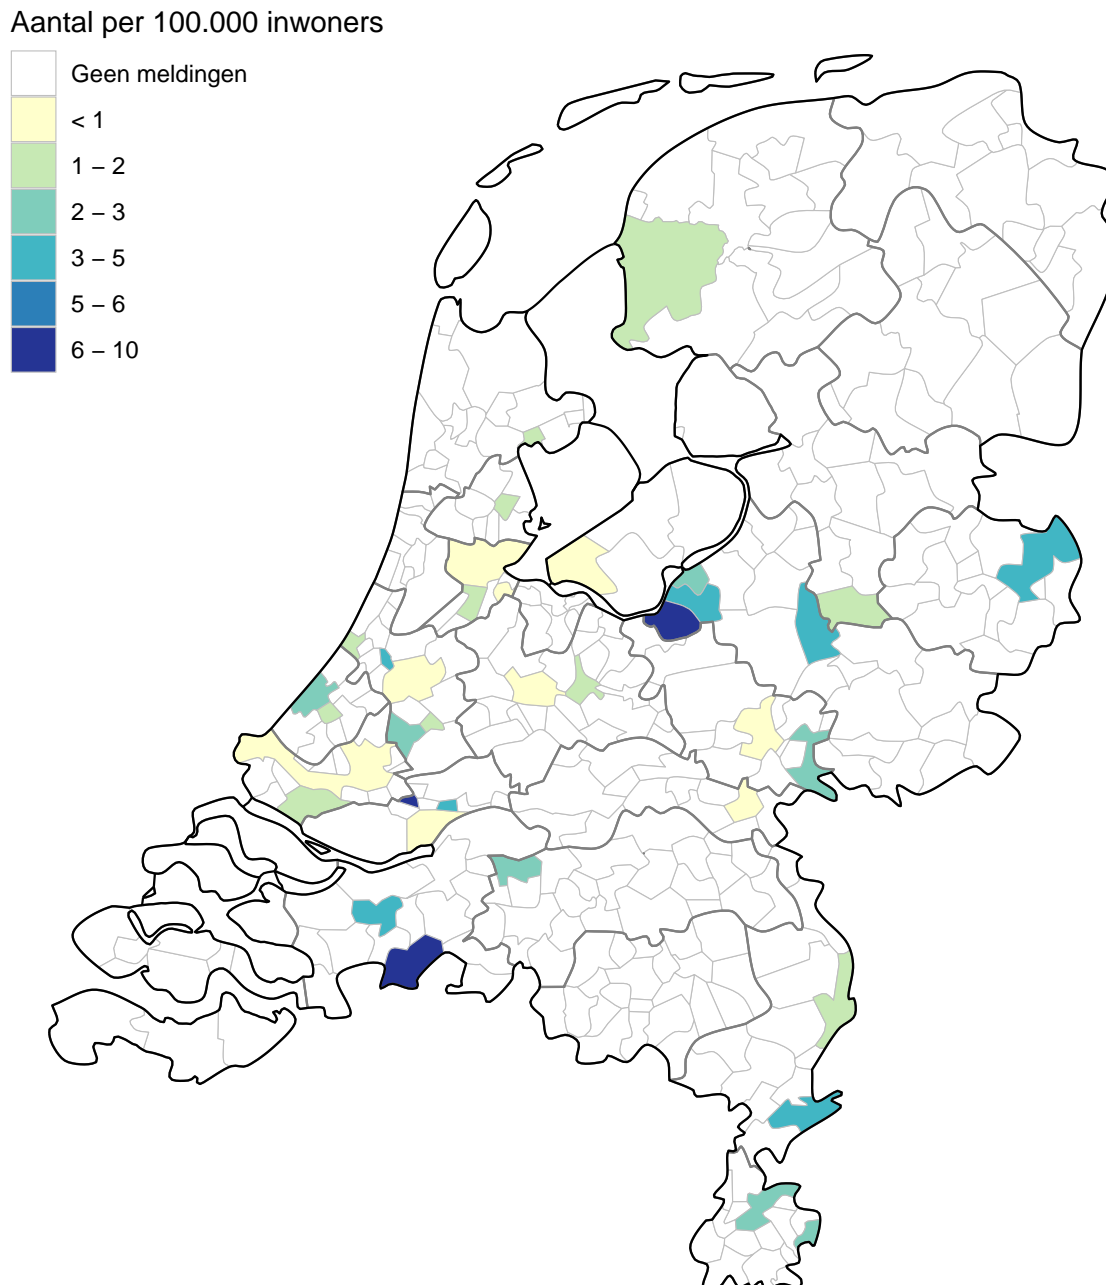 Aantal per 100.000 inwoners
Geen meldingen
< 1
1 – 2
2 – 3
3 – 5
5 – 6
6 – 10